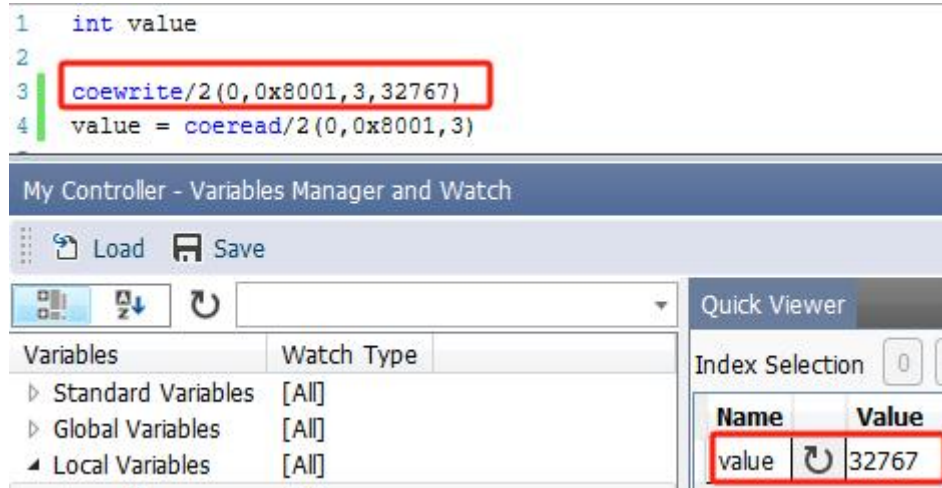 1 int value
2
3 coewrite/2(0,0x8001,3,32767)
4 value = coeread/2(0,0x8001,3)
My Controller - Variables Manager and Watch
Load Save
Quick Viewer
Variables Watch Type
Index Selection 0
Standard Variables [All]
Name Value
Global Variables [All]
value 32767
Local Variables [All]